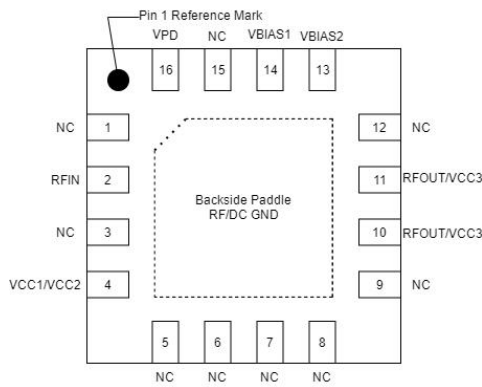 Pin 1 Reference Mark
VPD NC VBIAS1 VBIAS2
16 15 14 13
NC 1 12 NC
RFIN 2 11 RFOUT/VCC3
Backside Paddle
RF/DC GND
NC 3 10 RFOUT/VCC3
VCC1/VCC2 4 9 NC
5 6 7 8
NC NC NC NC